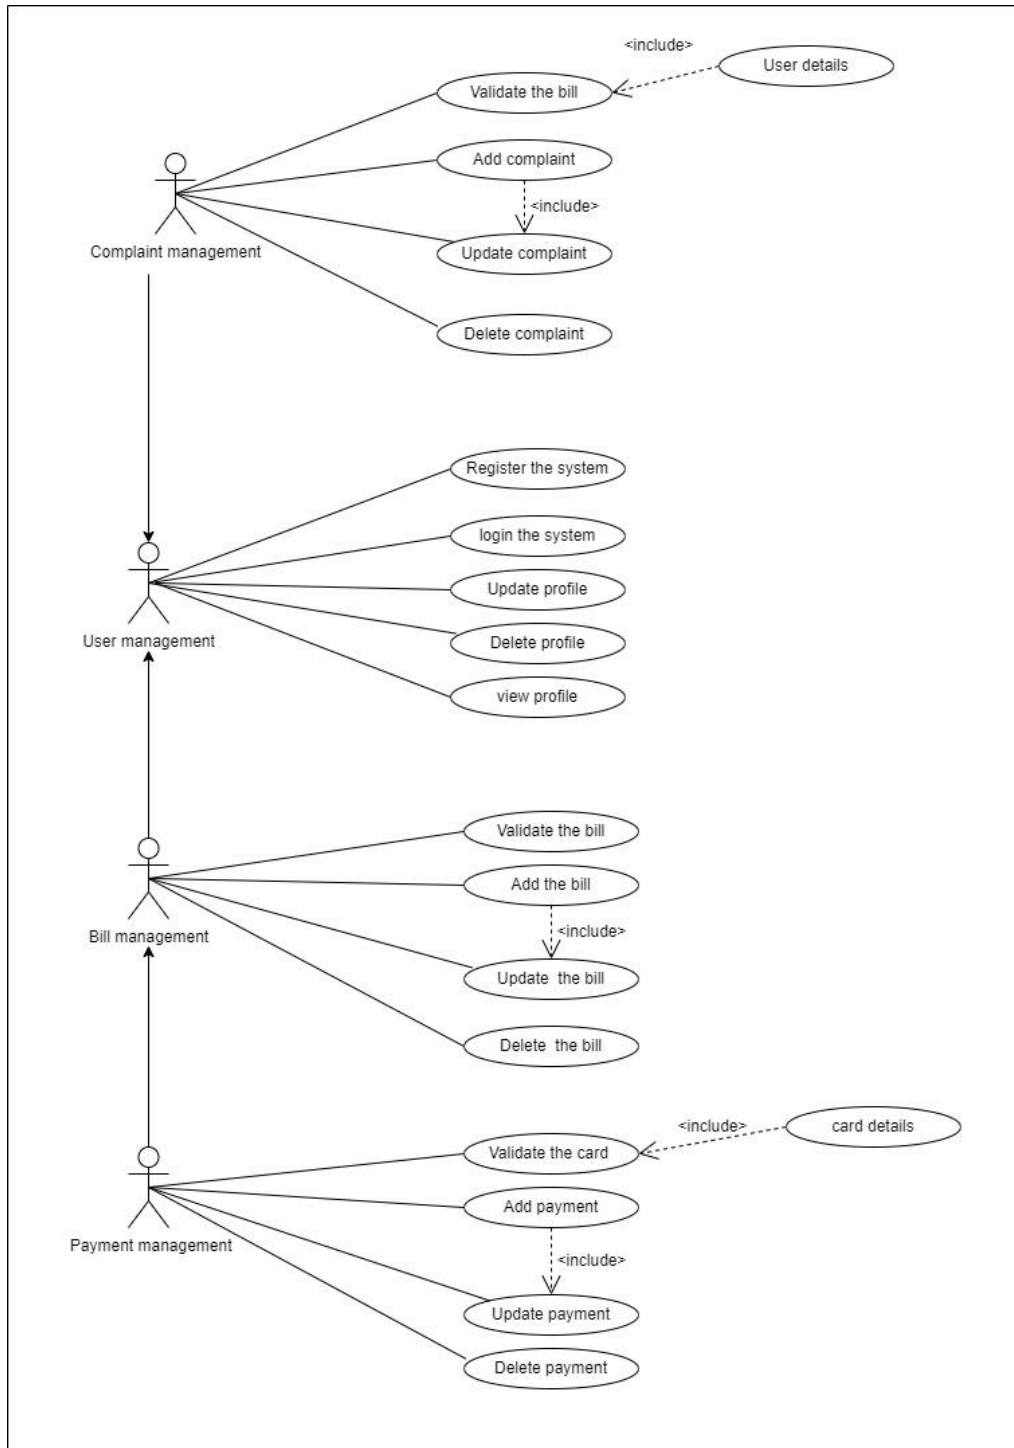 <include>
User details
Validate the bill
Add complaint
<include>
Complaint management
Update complaint
Delete complaint
Register the system
login the system
Update profile
User management
Delete profile
view profile
Validate the bill
Add the bill
<include>
Bill management
Update  the bill
Delete  the bill
<include>
card details
Validate the card
Add payment
Payment management
<include>
Update payment
Delete payment